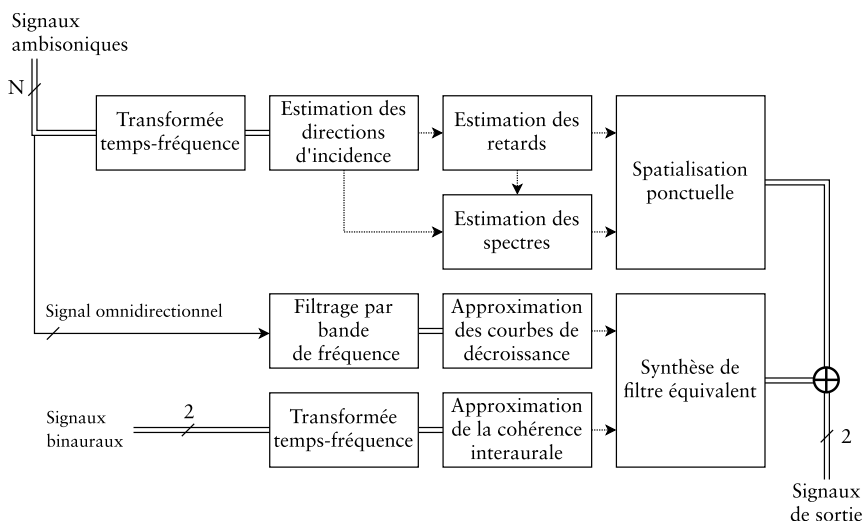 Signaux
ambisoniques
N
Transformée
temps-fréquence
Estimation des
directions
d'incidence
Estimation des
retards
Spatialisation
ponctuelle
Estimation des
spectres
Signal omnidirectionnel
Filtrage par
bande
de fréquence
Approximation
des courbes de
décroissance
Synthèse de
filtre équivalent
Signaux
binauraux
2
Transformée
temps-fréquence
Approximation
de la cohérence
interaurale
2
Signaux
de sortie